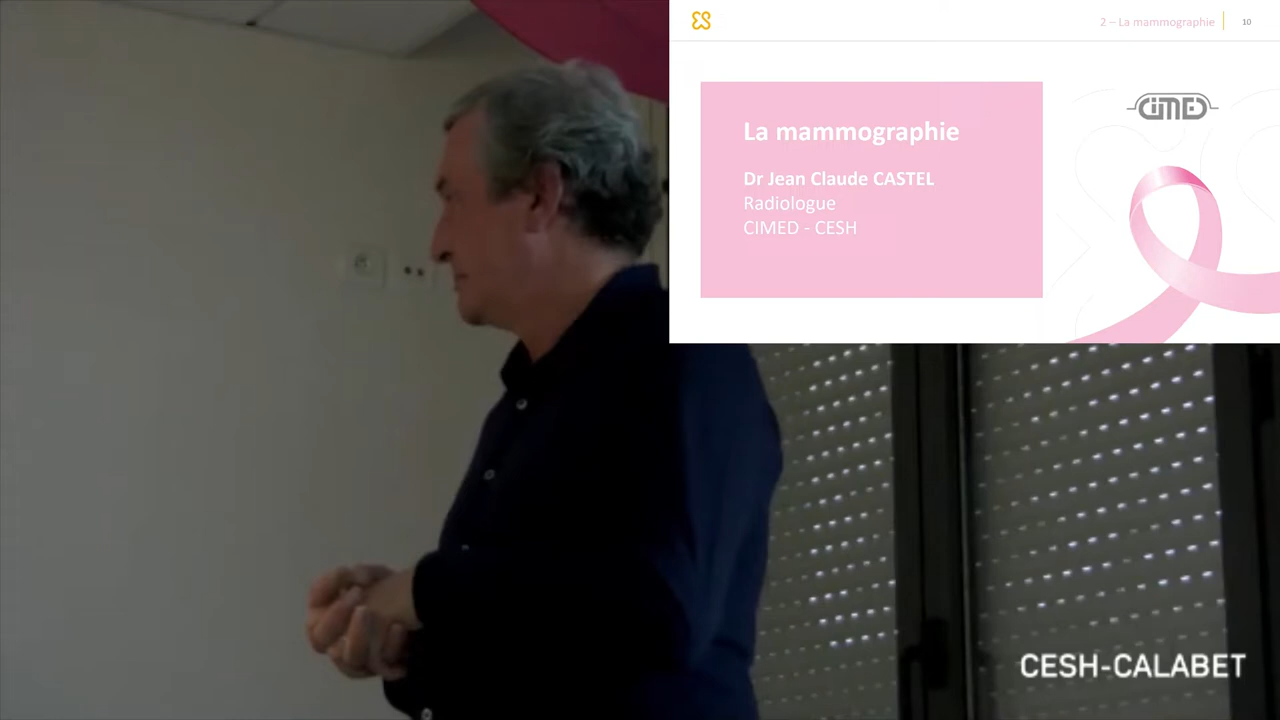 2 – La mammographie
10
CIMED
La mammographie
Dr Jean Claude CASTEL
Radiologue
CIMED - CESH
CESH-CALABET